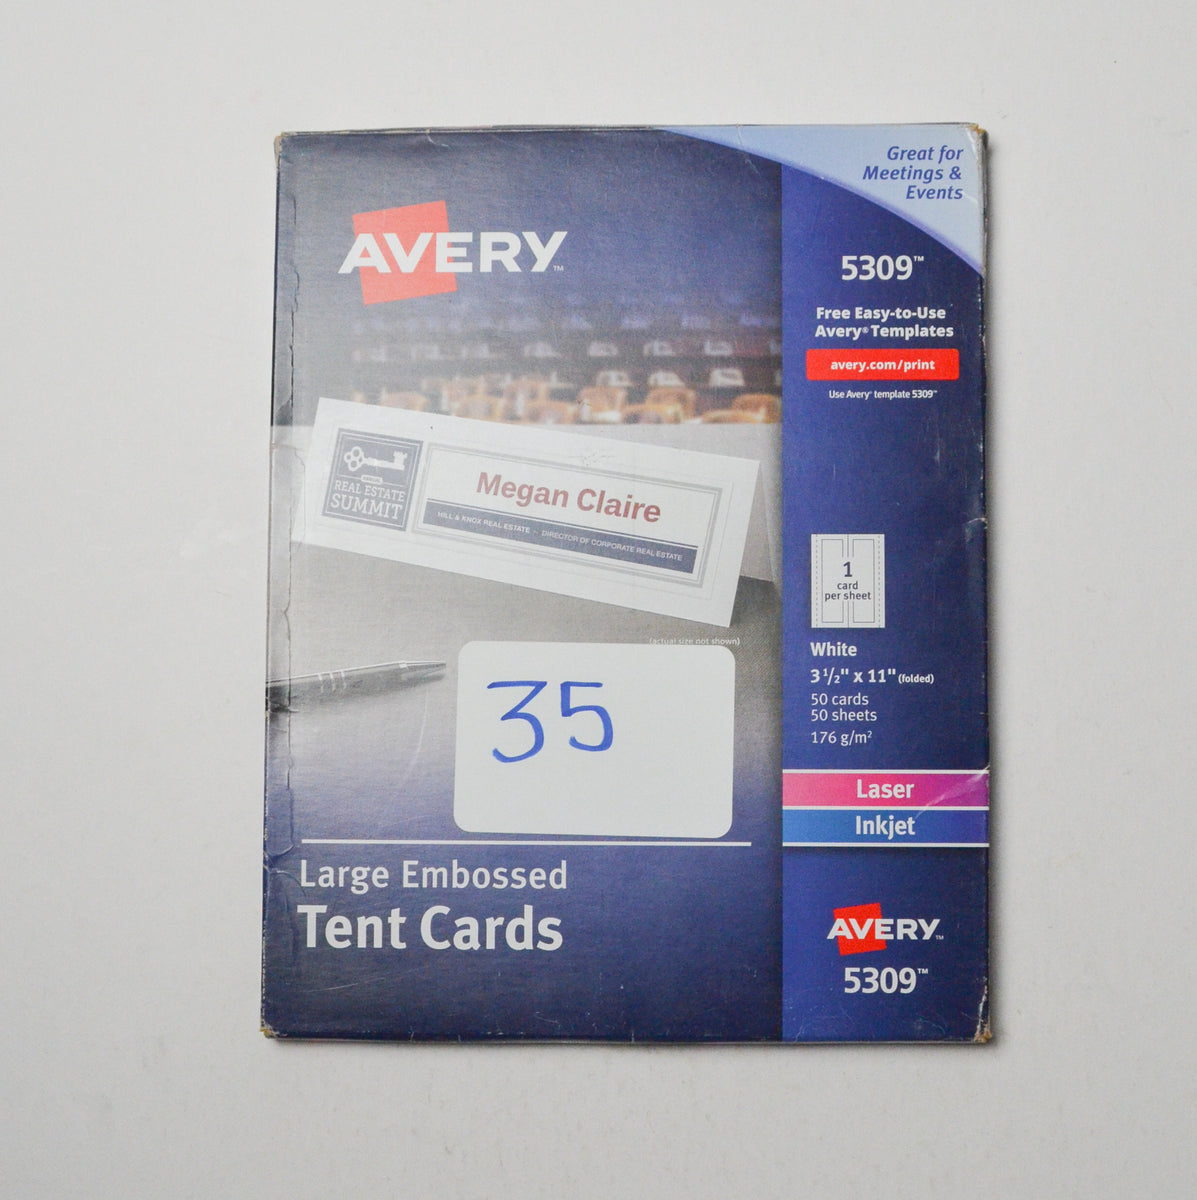 Great for
Meetings &
Events
AVERY™
5309™
Free Easy-to-Use
Avery® Templates
avery.com/print
Use Avery® template 5309™
REAL ESTATE
SUMMIT
Megan Claire
HILL & KNOX REAL ESTATE - DIRECTOR OF CORPORATE REAL ESTATE
(actual size not shown)
1
card
per sheet
White
3 1/2" x 11" (folded)
50 cards
50 sheets
176 g/m²
35
Laser
Inkjet
Large Embossed
Tent Cards
AVERY™
5309™